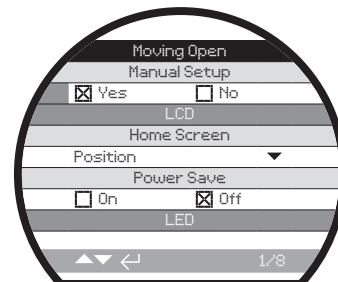 Moving Open
Manual Setup
Yes No
LCD
Home Screen
Position
Power Save
On Off
LED
1/8